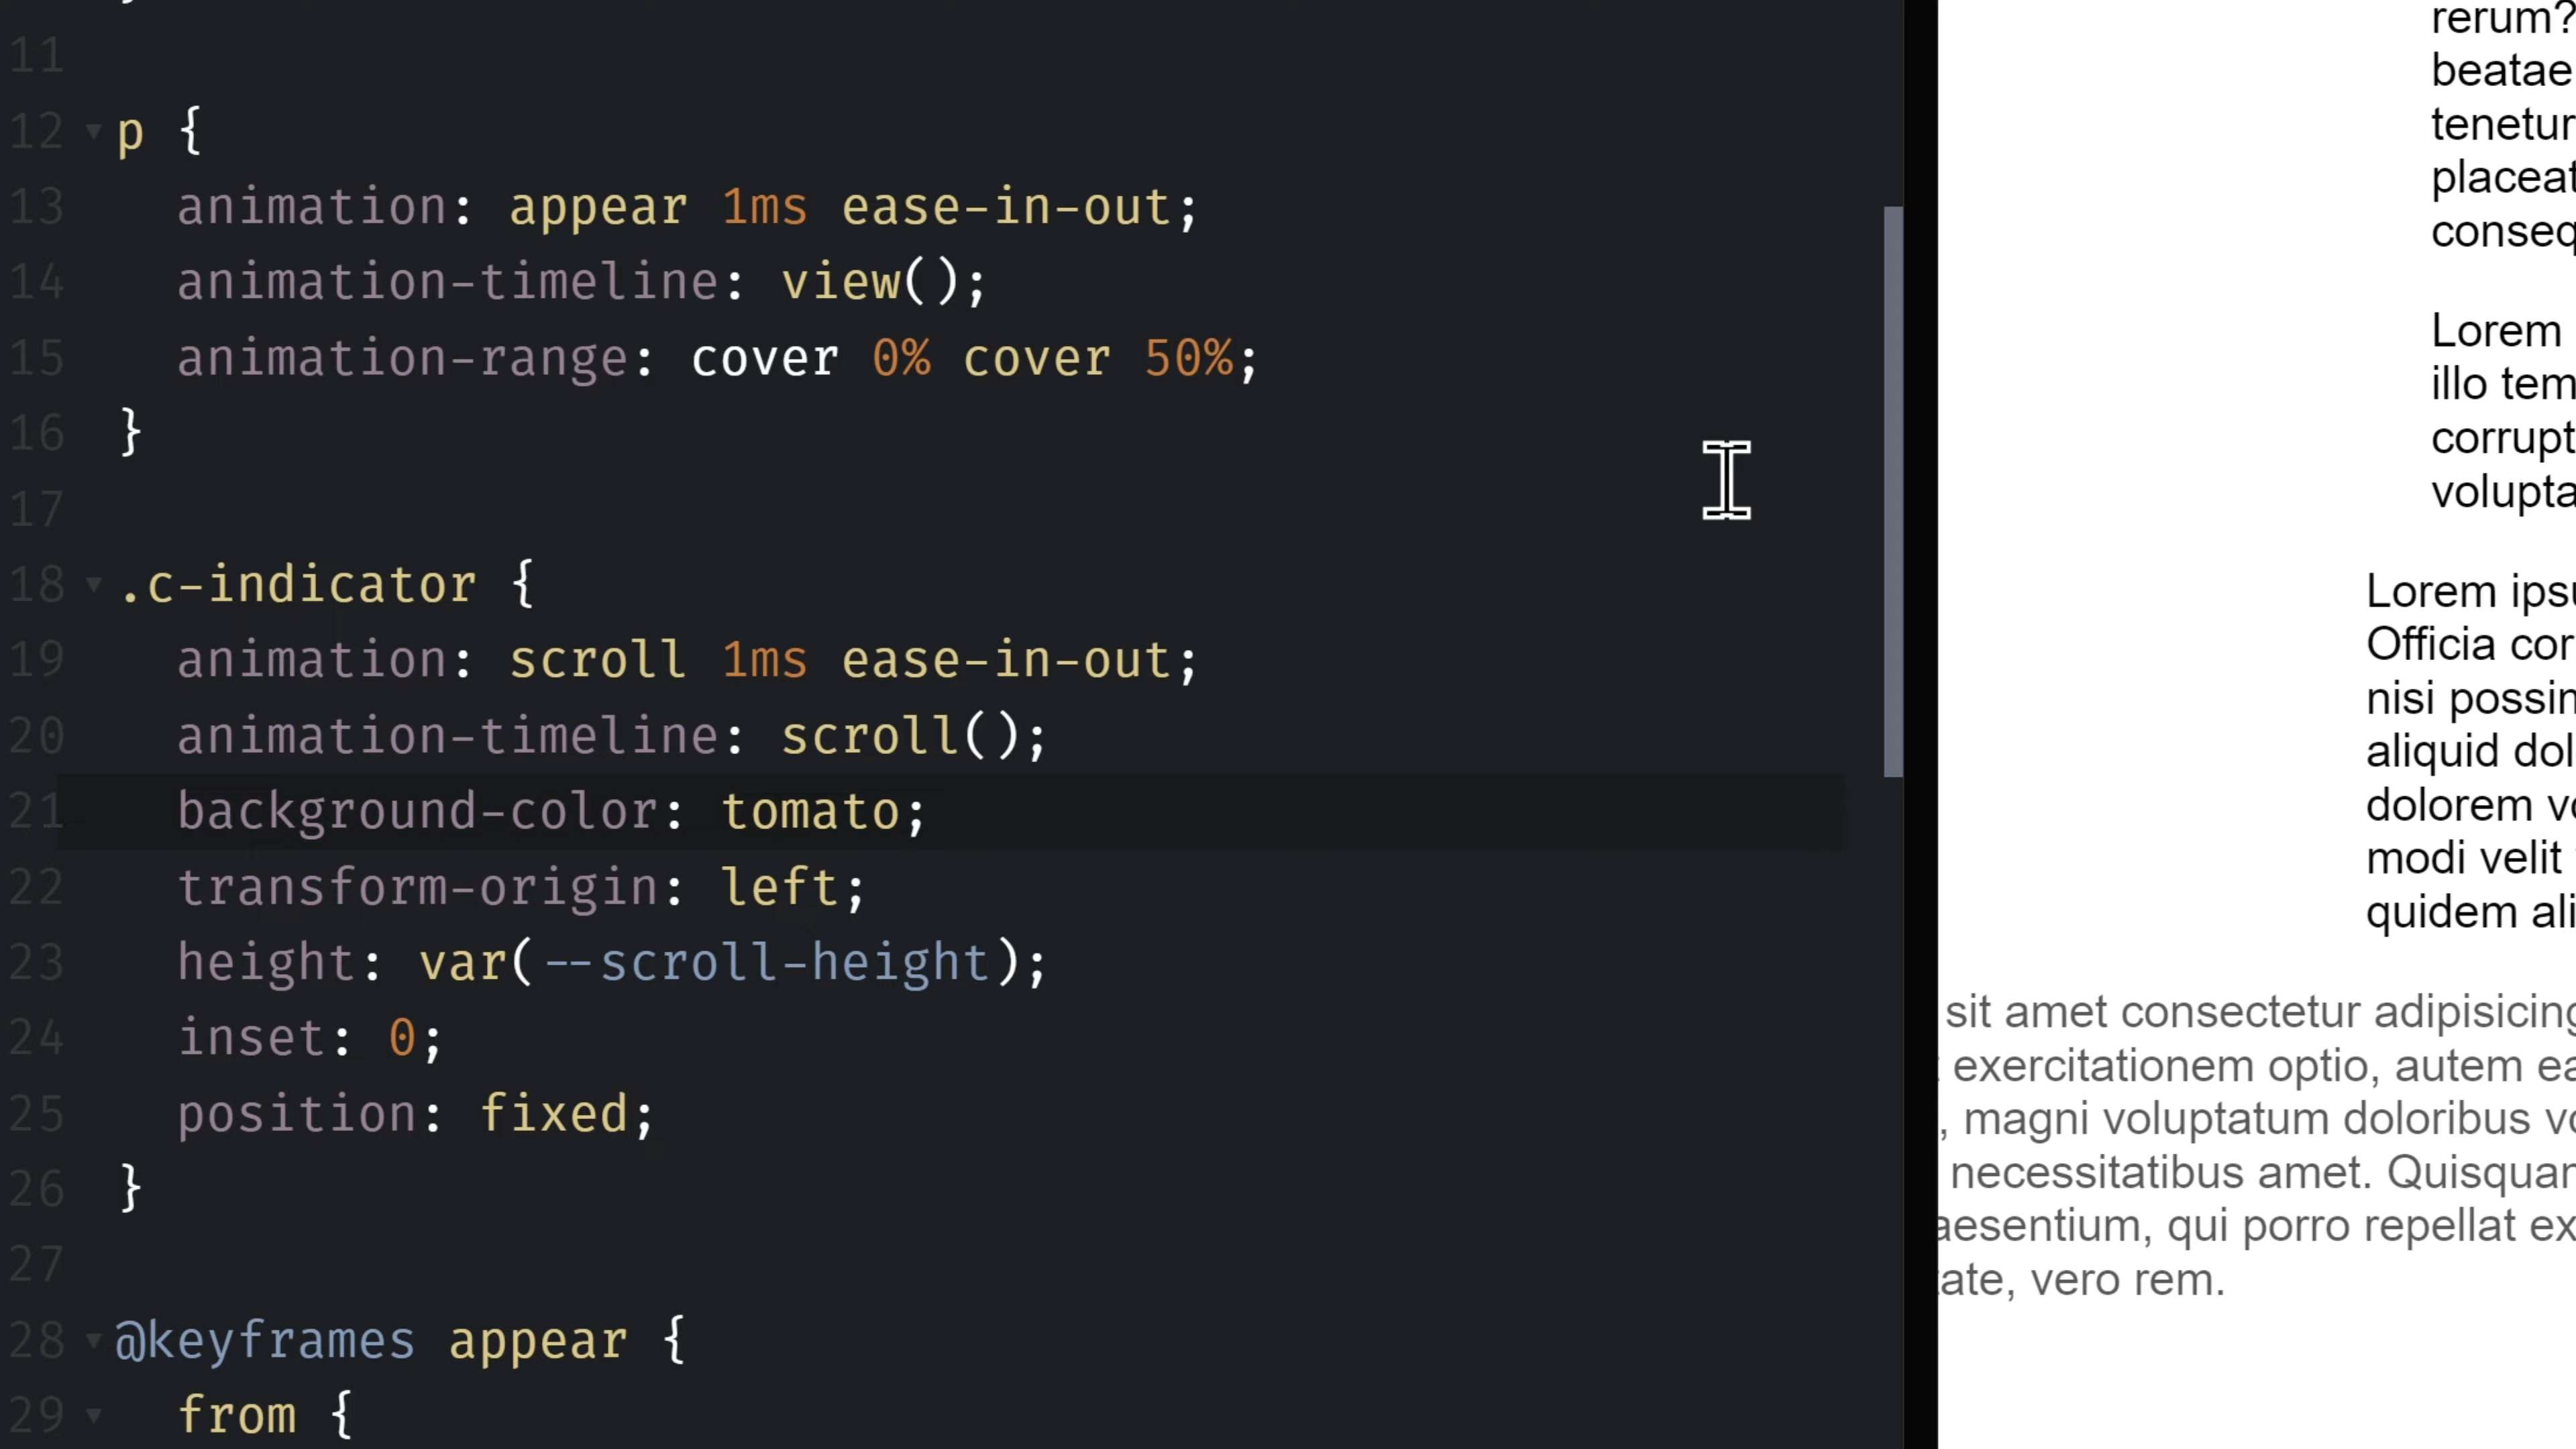 11
12 p {
13 animation: appear 1ms ease-in-out;
14 animation-timeline: view();
15 animation-range: cover 0% cover 50%;
16 }
17
18 .c-indicator {
19 animation: scroll 1ms ease-in-out;
20 animation-timeline: scroll();
21 background-color: tomato;
22 transform-origin: left;
23 height: var(--scroll-height);
24 inset: 0;
25 position: fixed;
26 }
27
28 @keyframes appear {
29 from {
rerum?
beatae
tenetur
placeat
conseq
Lorem
illo tem
corrupt
volupta
Lorem ipsu
Officia cor
nisi possin
aliquid dol
dolorem vo
modi velit
quidem ali
sit amet consectetur adipisicing
exercitationem optio, autem ea
, magni voluptatum doloribus vo
necessitatibus amet. Quisquan
aesentium, qui porro repellat ex
ate, vero rem.